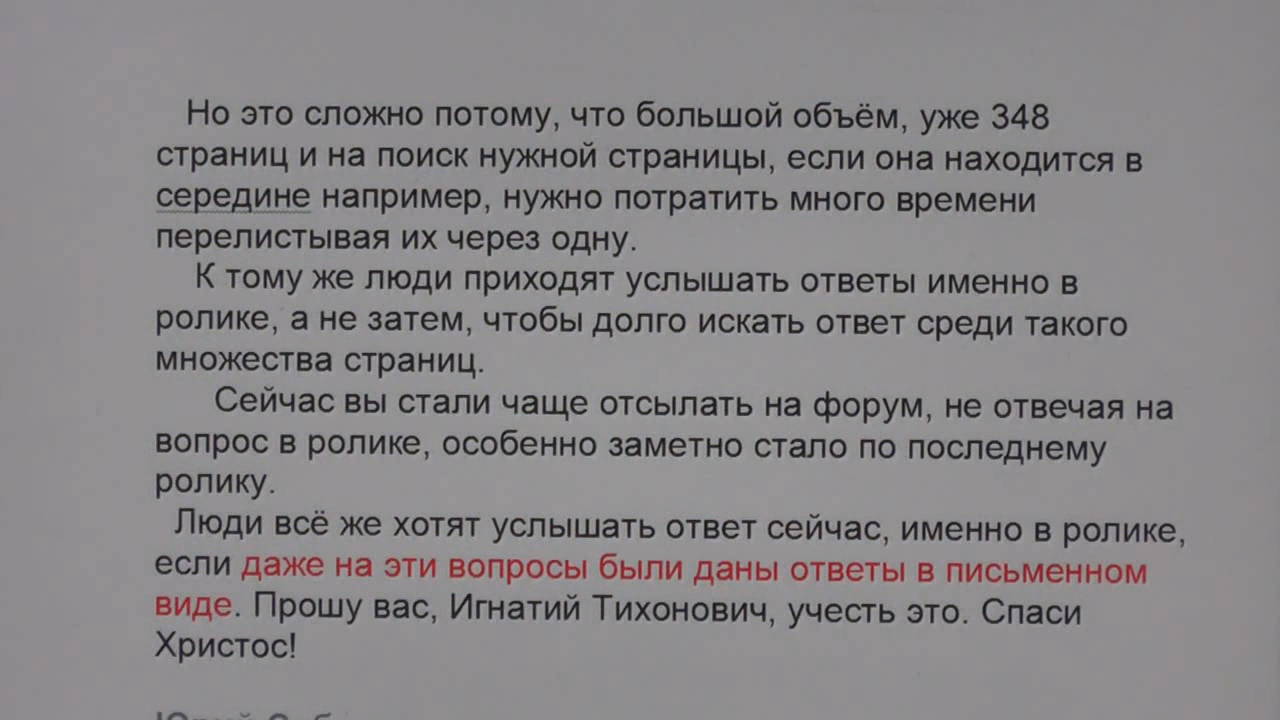 Но это сложно потому, что большой объём, уже 348
страниц и на поиск нужной страницы, если она находится в
середине например, нужно потратить много времени
перелистывая их через одну.
К тому же люди приходят услышать ответы именно в
ролике, а не затем, чтобы долго искать ответ среди такого
множества страниц.
Сейчас вы стали чаще отсылать на форум, не отвечая на
вопрос в ролике, особенно заметно стало по последнему
ролику.
Люди всё же хотят услышать ответ сейчас, именно в ролике,
если даже на эти вопросы были даны ответы в письменном
виде. Прошу вас, Игнатий Тихонович, учесть это. Спаси
Христос!